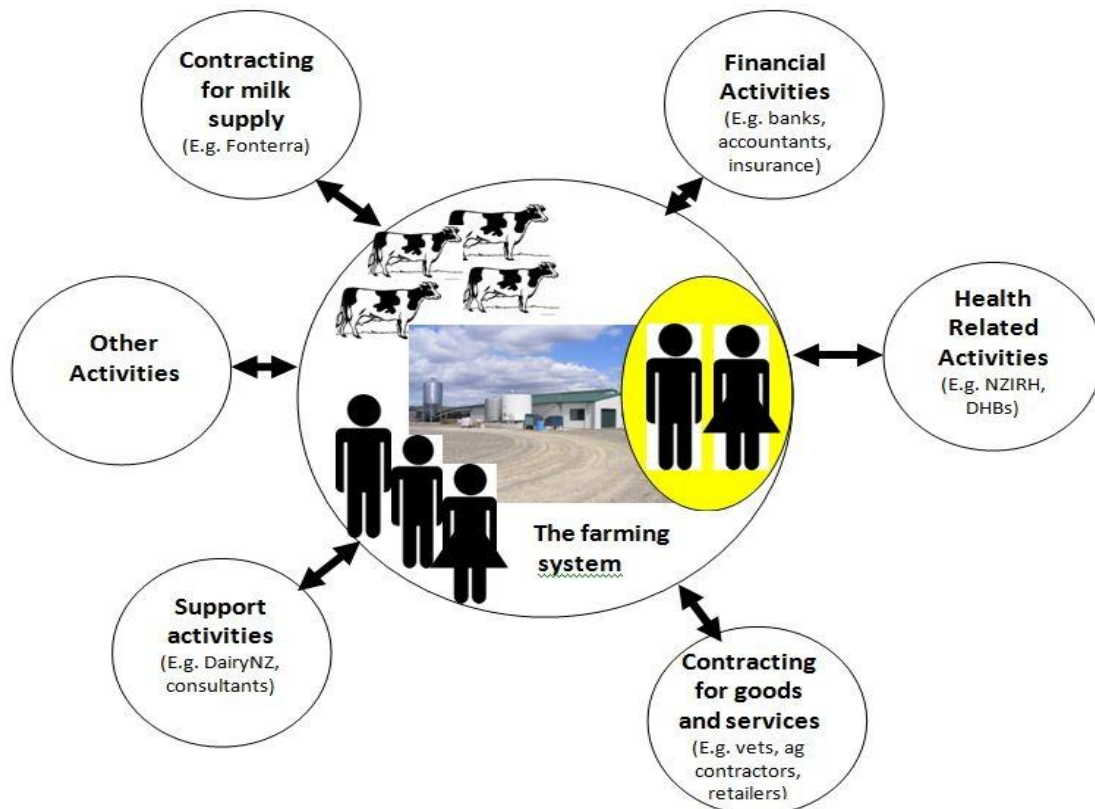 Contracting
for milk
supply
(E.g. Fonterra)
Financial
Activities
(E.g. banks,
accountants,
insurance)
Health
Related
Activities
(E.g. NZIRH,
DHBs)
Other
Activities
The farming
system
Support
activities
(E.g. DairyNZ,
consultants)
Contracting
for goods
and services
(E.g. vets, ag
contractors,
retailers)